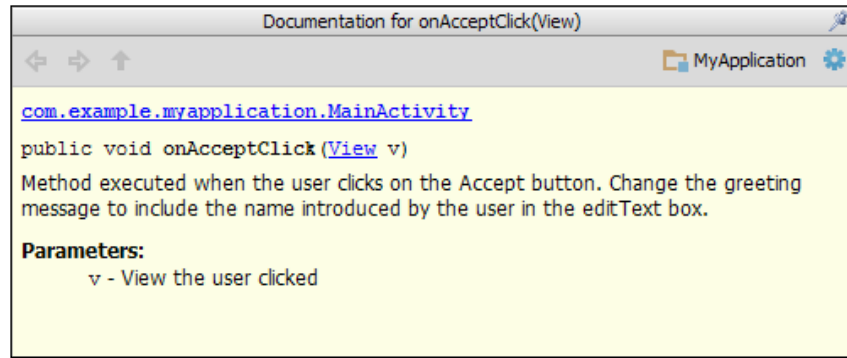 Documentation for onAcceptClick(View)
MyApplication
com.example.myapplication.MainActivity
public void onAcceptClick(View v)
Method executed when the user clicks on the Accept button. Change the greeting
message to include the name introduced by the user in the editText box.
Parameters:
v - View the user clicked